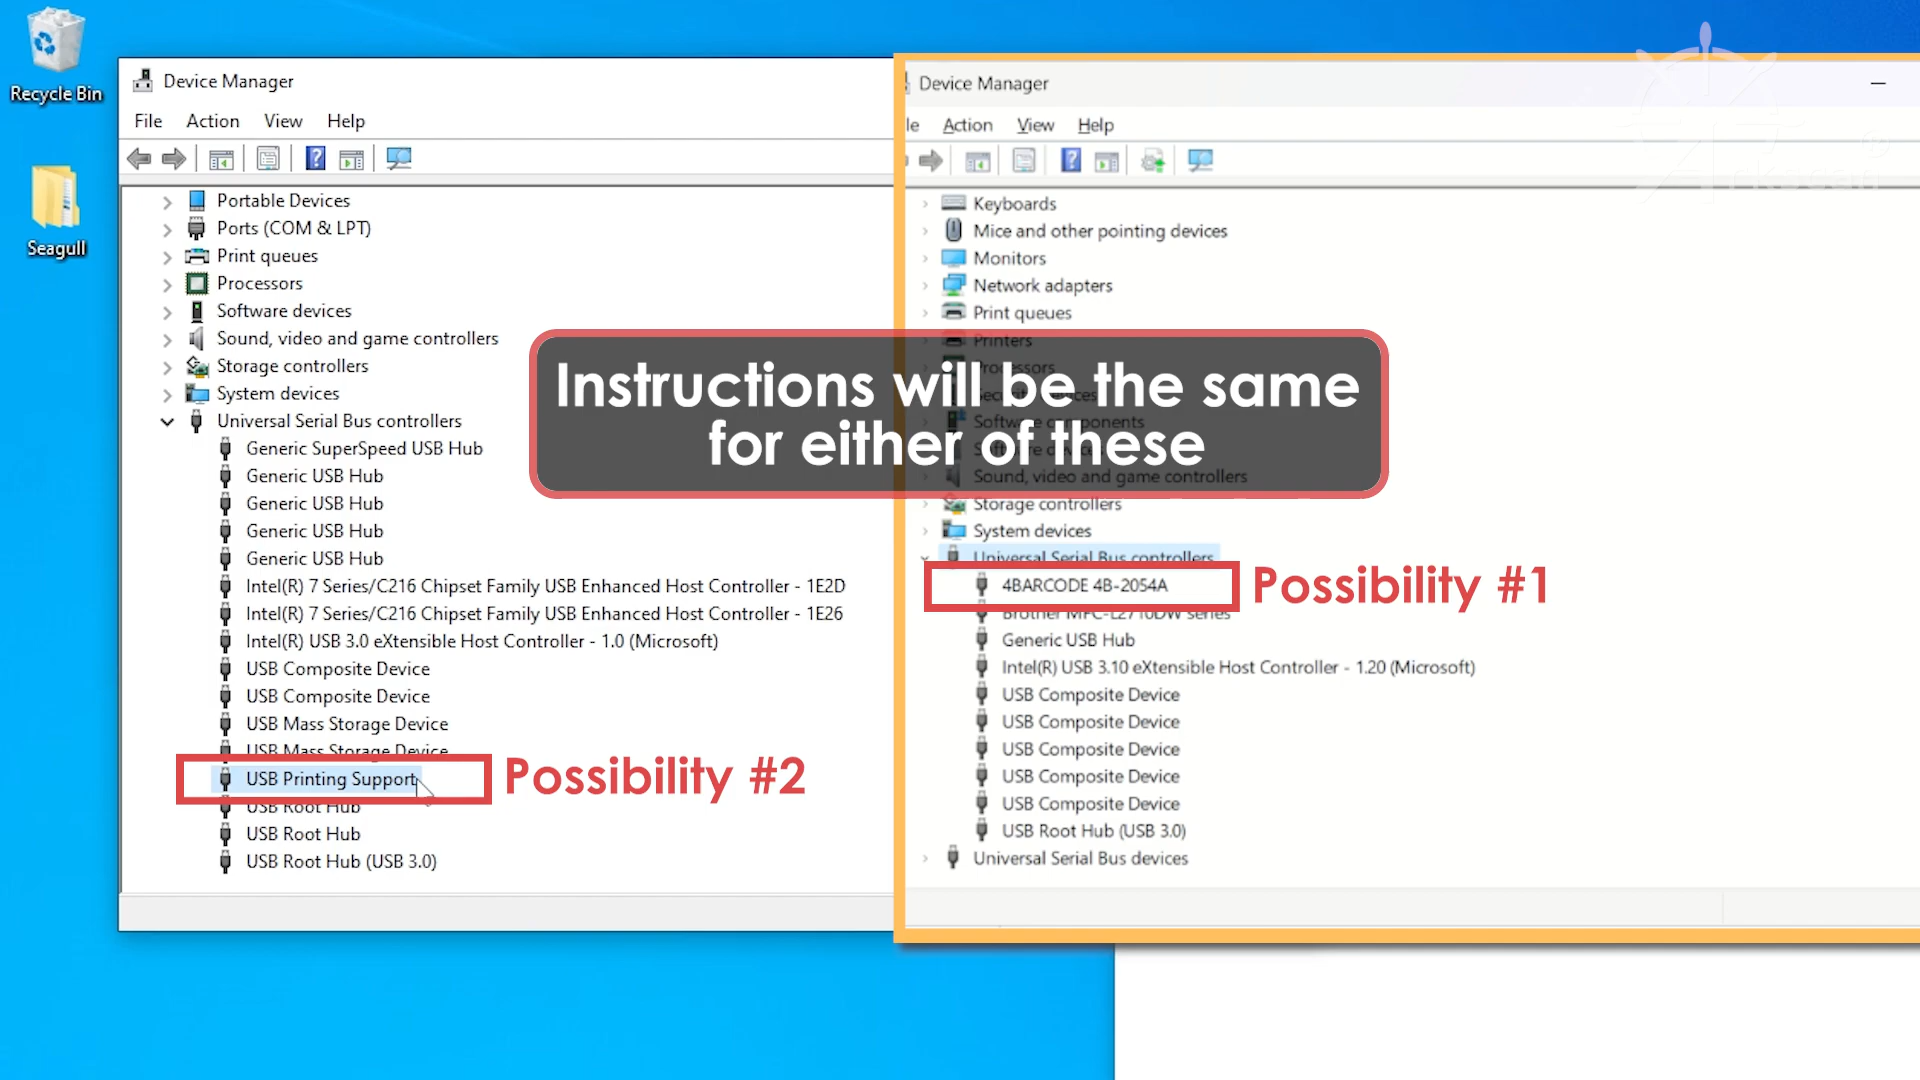 Recycle Bin
Seagull
Device Manager
File Action View Help
Portable Devices
Ports (COM & LPT)
Print queues
Processors
Software devices
Sound, video and game controllers
Storage controllers
System devices
Universal Serial Bus controllers
Generic SuperSpeed USB Hub
Generic USB Hub
Generic USB Hub
Generic USB Hub
Generic USB Hub
Intel(R) 7 Series/C216 Chipset Family USB Enhanced Host Controller - 1E2D
Intel(R) 7 Series/C216 Chipset Family USB Enhanced Host Controller - 1E26
Intel(R) USB 3.0 eXtensible Host Controller - 1.0 (Microsoft)
USB Composite Device
USB Composite Device
USB Mass Storage Device
USB Mass Storage Device
USB Printing Support
Possibility #2
USB Root Hub
USB Root Hub
USB Root Hub (USB 3.0)
Device Manager
le Action View Help
Keyboards
Mice and other pointing devices
Monitors
Network adapters
Print queues
Printers
Processors
Instructions will be the same
for either of these
Sound, video and game controllers
Storage controllers
System devices
Universal Serial Bus controllers
4BARCODE 4B-2054A
Possibility #1
Brother MFC-L2710DW series
Generic USB Hub
Intel(R) USB 3.10 eXtensible Host Controller - 1.20 (Microsoft)
USB Composite Device
USB Composite Device
USB Composite Device
USB Composite Device
USB Composite Device
USB Root Hub (USB 3.0)
Universal Serial Bus devices